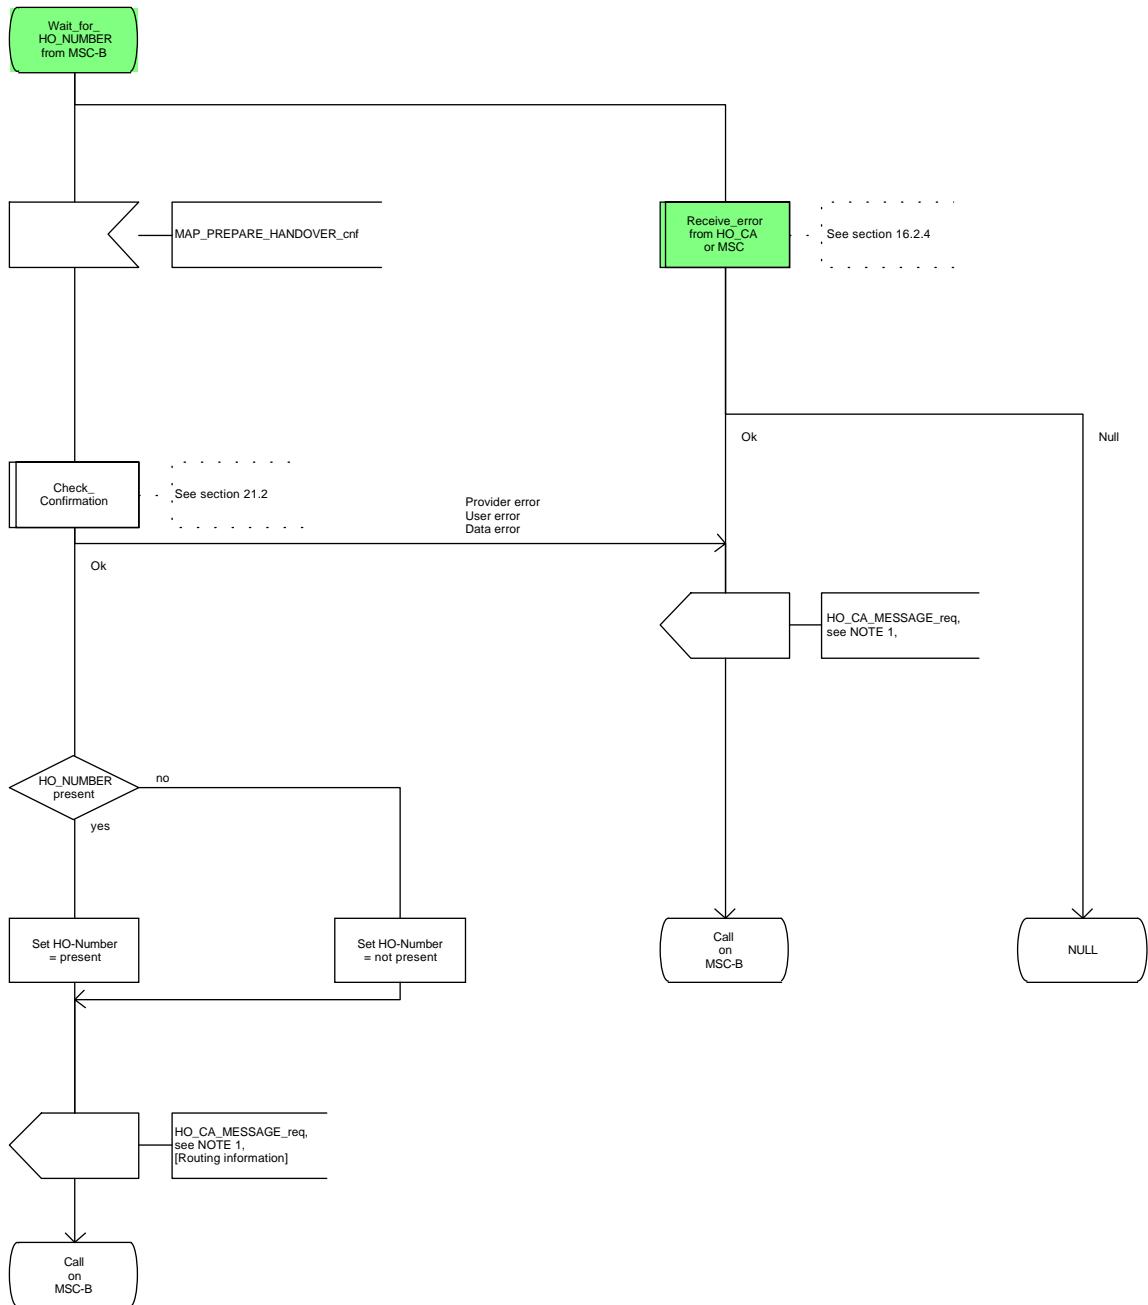 Wait_for_
HO_NUMBER
from MSC-B
MAP_PREPARE_HANDOVER_cnf
Receive_error
from HO_CA
or MSC
See section 16.2.4
Ok
Null
Check_
Confirmation
See section 21.2
Provider error
User error
Data error
Ok
HO_CA_MESSAGE_req,
see NOTE 1,
HO_NUMBER
present
no
yes
Set HO-Number
= present
Set HO-Number
= not present
Call
on
MSC-B
NULL
HO_CA_MESSAGE_req,
see NOTE 1,
[Routing information]
Call
on
MSC-B